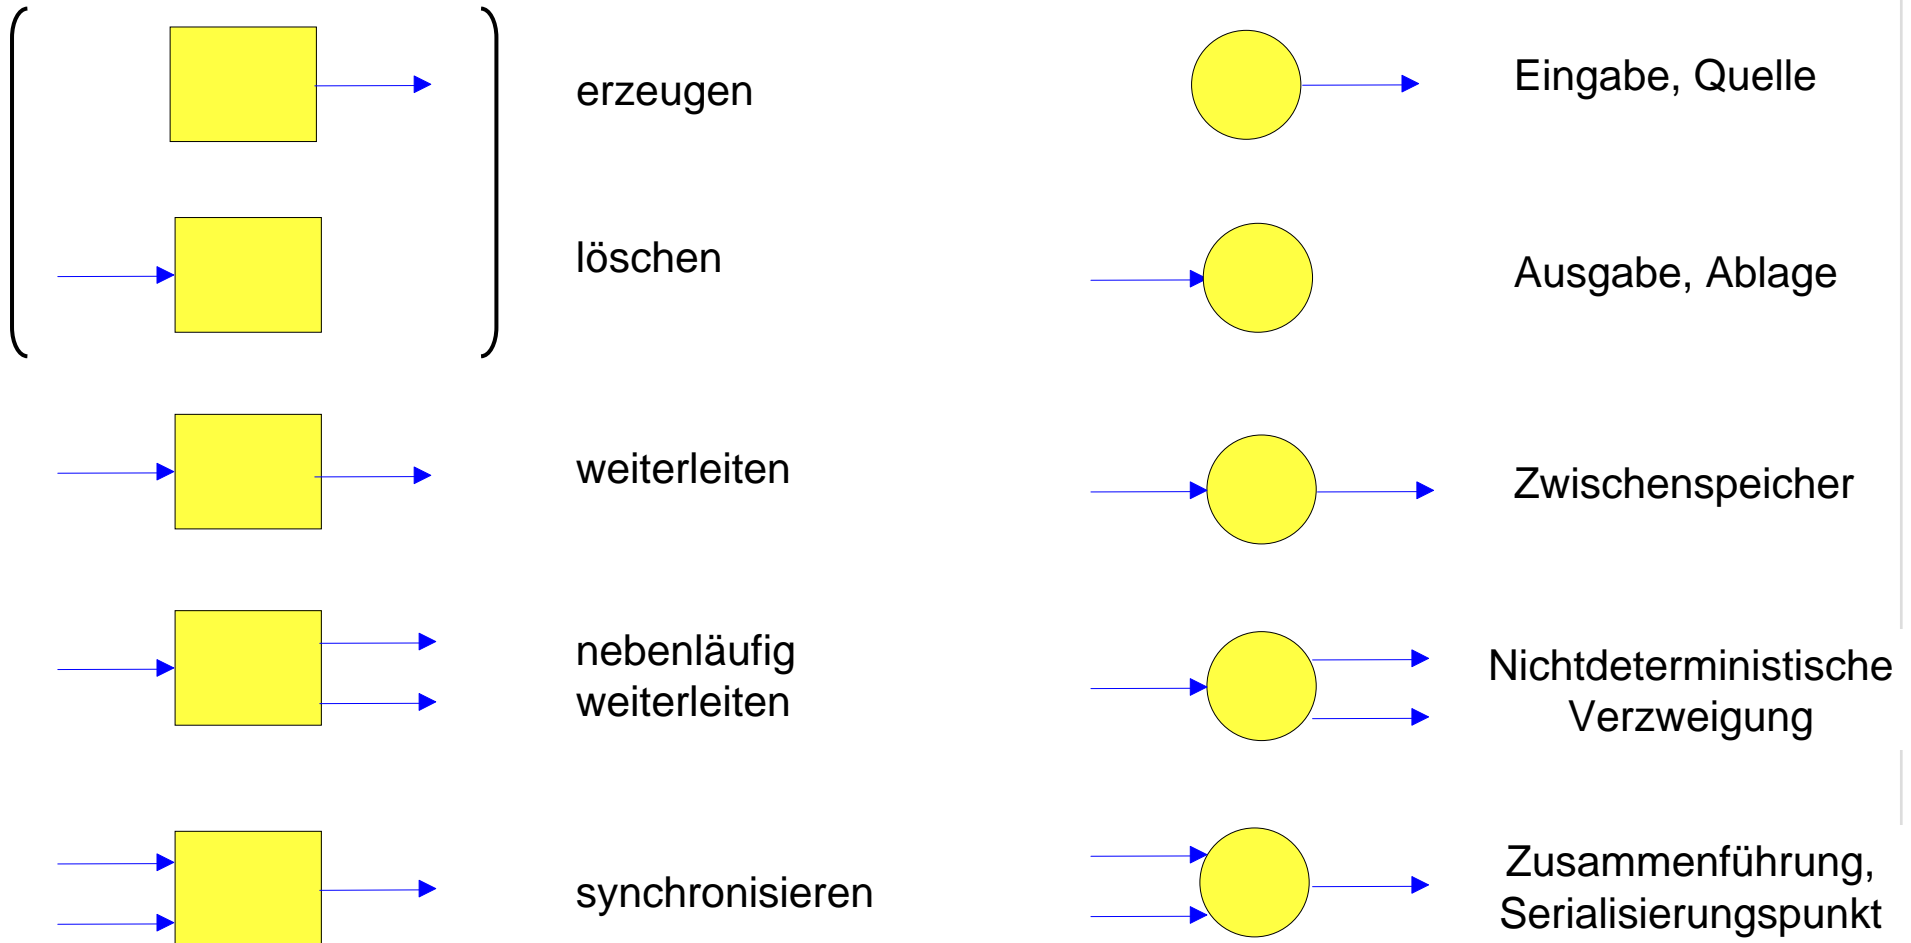 erzeugen
Eingabe, Quelle
löschen
Ausgabe, Ablage
weiterleiten
Zwischenspeicher
nebenläufig
weiterleiten
Nichtdeterministische
Verzweigung
synchronisieren
Zusammenführung,
Serialisierungspunkt